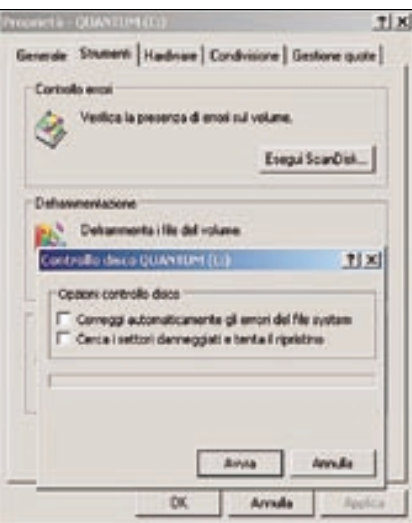 Proprietà - QUANTUM (C:)
Generale Strumenti Hardware Condivisione Gestione quote
Controllo errori
Verifica la presenza di errori sul volume.
Esegui ScanDisk...
Deframmentazione
Deframmenta i file del volume
Controllo disco QUANTUM (C:)
Opzioni controllo disco
Correggi automaticamente gli errori del file system
Cerca i settori danneggiati e tenta il ripristino
Avvia Annulla
OK Annulla Applica